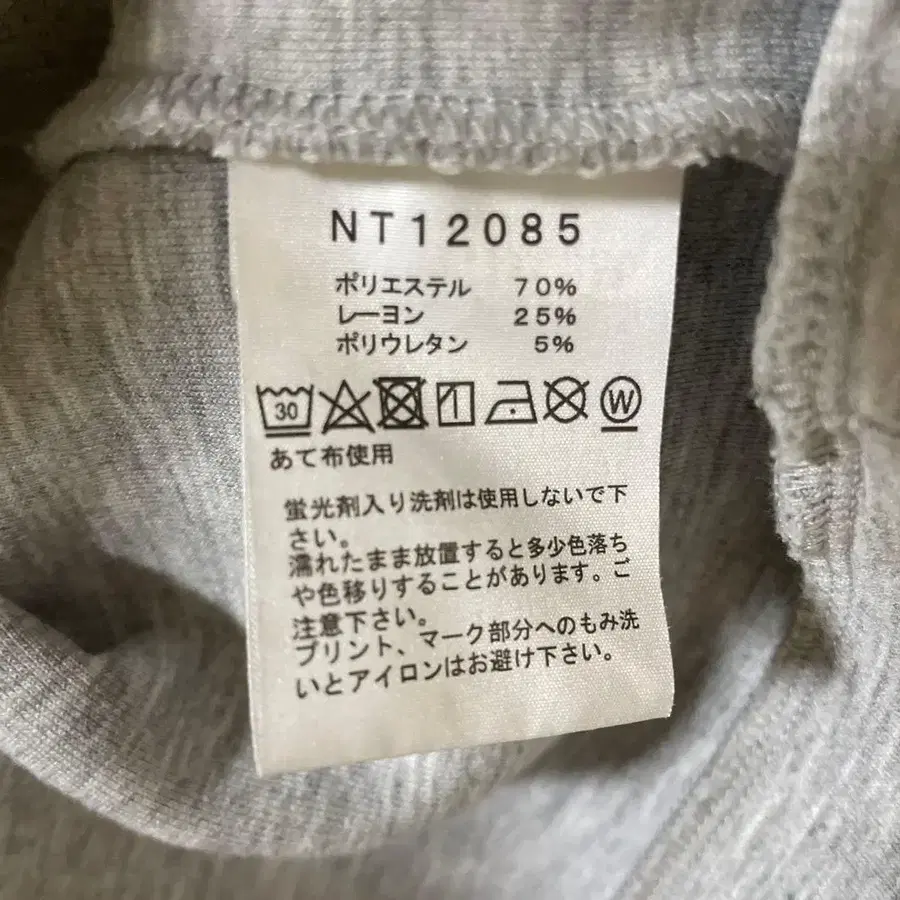 NT12085
ポリエステル 70%
レーヨン 25%
ポリウレタン 5%
30 W
あて布使用
蛍光剤入り洗剤は使用しないで下
さい。
濡れたまま放置すると多少色落ち
や色移りすることがあります。ご
注意下さい。
プリント、マーク部分へのもみ洗
いとアイロンはお避け下さい。